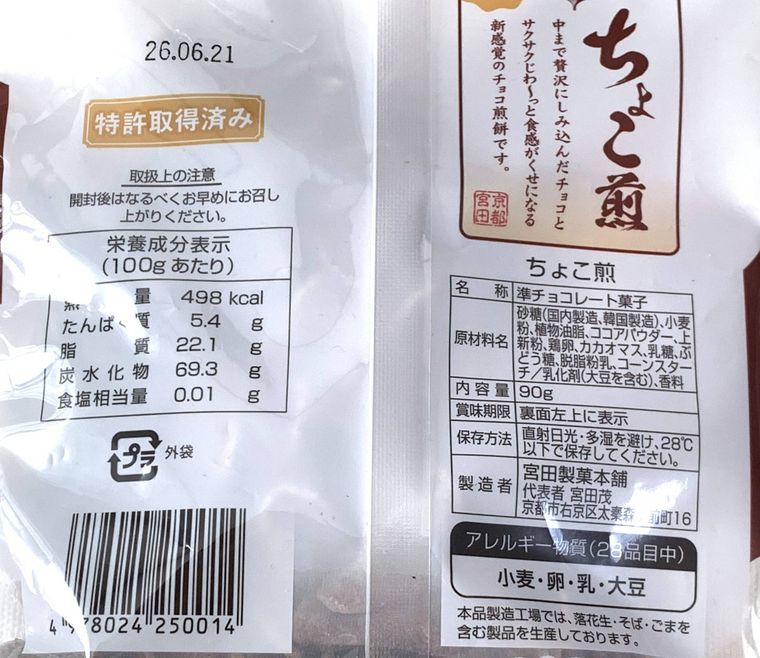 26.06.21
特許取得済み
取扱上の注意
開封後はなるべくお早めにお召し
上がりください。
栄養成分表示
(100gあたり)
量 498 kcal
たんぱく質 5.4 g
脂質 22.1 g
炭水化物 69.3 g
食塩相当量 0.01 g
プラ 外袋
4 978024 250014
ちょこ煎
中まで贅沢にしみ込んだチョコと
サクサクじわ〜っと食感がくせになる
新感覚のチョコ煎餅です。
京都
宮田
ちょこ煎
名称 準チョコレート菓子
原材料名 砂糖(国内製造、韓国製造)、小麦
粉、植物油脂、ココアパウダー、上
新粉、鶏卵、カカオマス、乳糖、ぶ
どう糖、脱脂粉乳、コーンスター
チ/乳化剤(大豆を含む)、香料
内容量 90g
賞味期限 裏面左上に表示
保存方法 直射日光・多湿を避け、28℃
以下で保存してください。
製造者 宮田製菓本舗
代表者 宮田茂
京都市右京区太秦森 前町16
アレルギー物質(28品目中)
小麦・卵・乳・大豆
本品製造工場では、落花生・そば・ごまを
含む製品を生産しております。